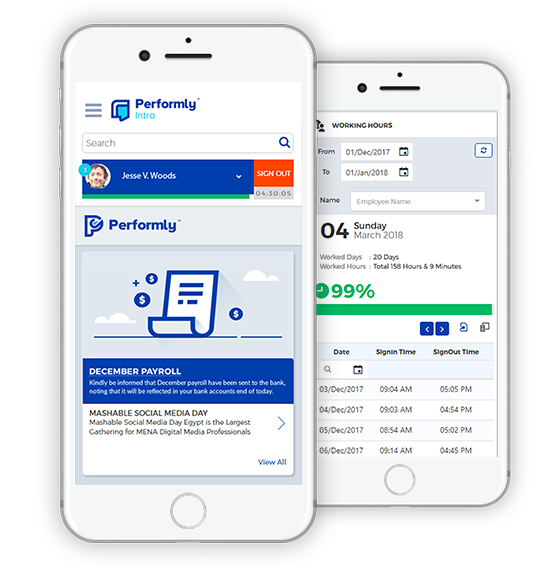 Performly™
Intra
Search
1
Jesse V. Woods
SIGN OUT
04:30:05
Performly™
$
$
$
DECEMBER PAYROLL
Kindly be informed that December payroll have been sent to the bank,
noting that it will be reflected in your bank accounts end of today.
MASHABLE SOCIAL MEDIA DAY
Mashable Social Media Day Egypt is the Largest
Gathering for MENA Digital Media Professionals
View All
WORKING HOURS
From 01/Dec/2017
To 01/Jan/2018
Name Employee Name
04 Sunday
March 2018
Worked Days : 20 Days
Worked Hours : Total 158 Hours & 9 Minutes
99%
Date SignIn Time SignOut Time
03/Dec/2017 09:04 AM 05:05 PM
04/Dec/2017 09:03 AM 04:54 PM
05/Dec/2017 08:54 AM 05:02 PM
06/Dec/2017 09:14 AM 04:45 PM